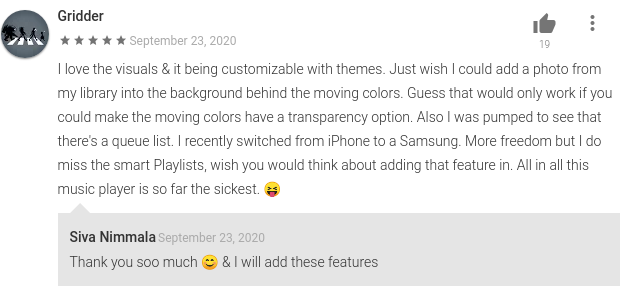 Gridder
★★★★★ September 23, 2020
19
I love the visuals & it being customizable with themes. Just wish I could add a photo from
my library into the background behind the moving colors. Guess that would only work if you
could make the moving colors have a transparency option. Also I was pumped to see that
there's a queue list. I recently switched from iPhone to a Samsung. More freedom but I do
miss the smart Playlists, wish you would think about adding that feature in. All in all this
music player is so far the sickest. 😝
Siva Nimmala September 23, 2020
Thank you soo much 😊 & I will add these features